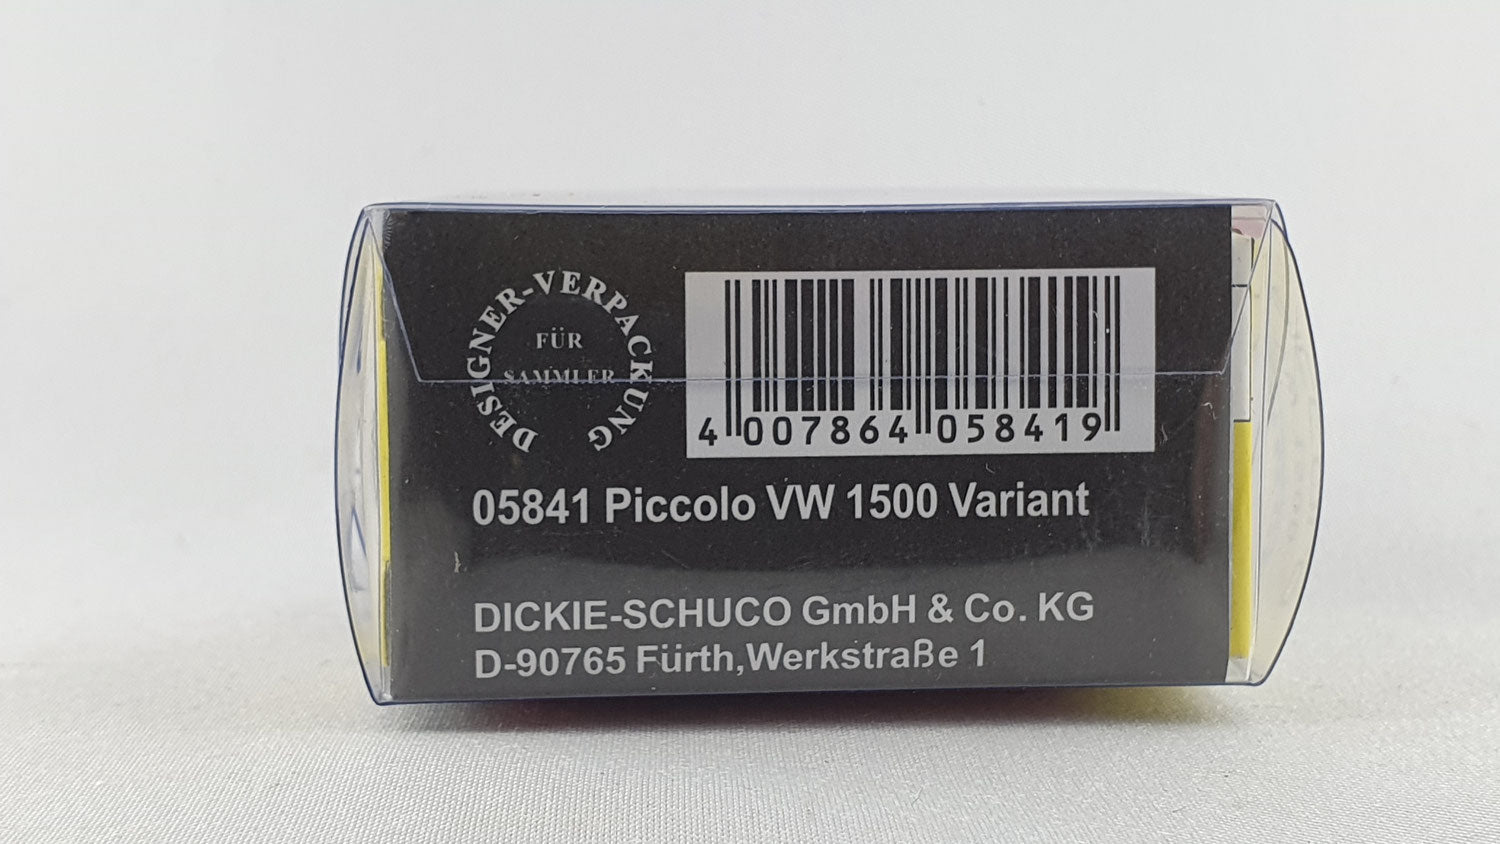 DESIGNER-VERPACKUNG
FÜR
SAMMLER
4 007864 058419
05841 Piccolo VW 1500 Variant
DICKIE-SCHUCO GmbH & Co. KG
D-90765 Fürth,Werkstraße 1